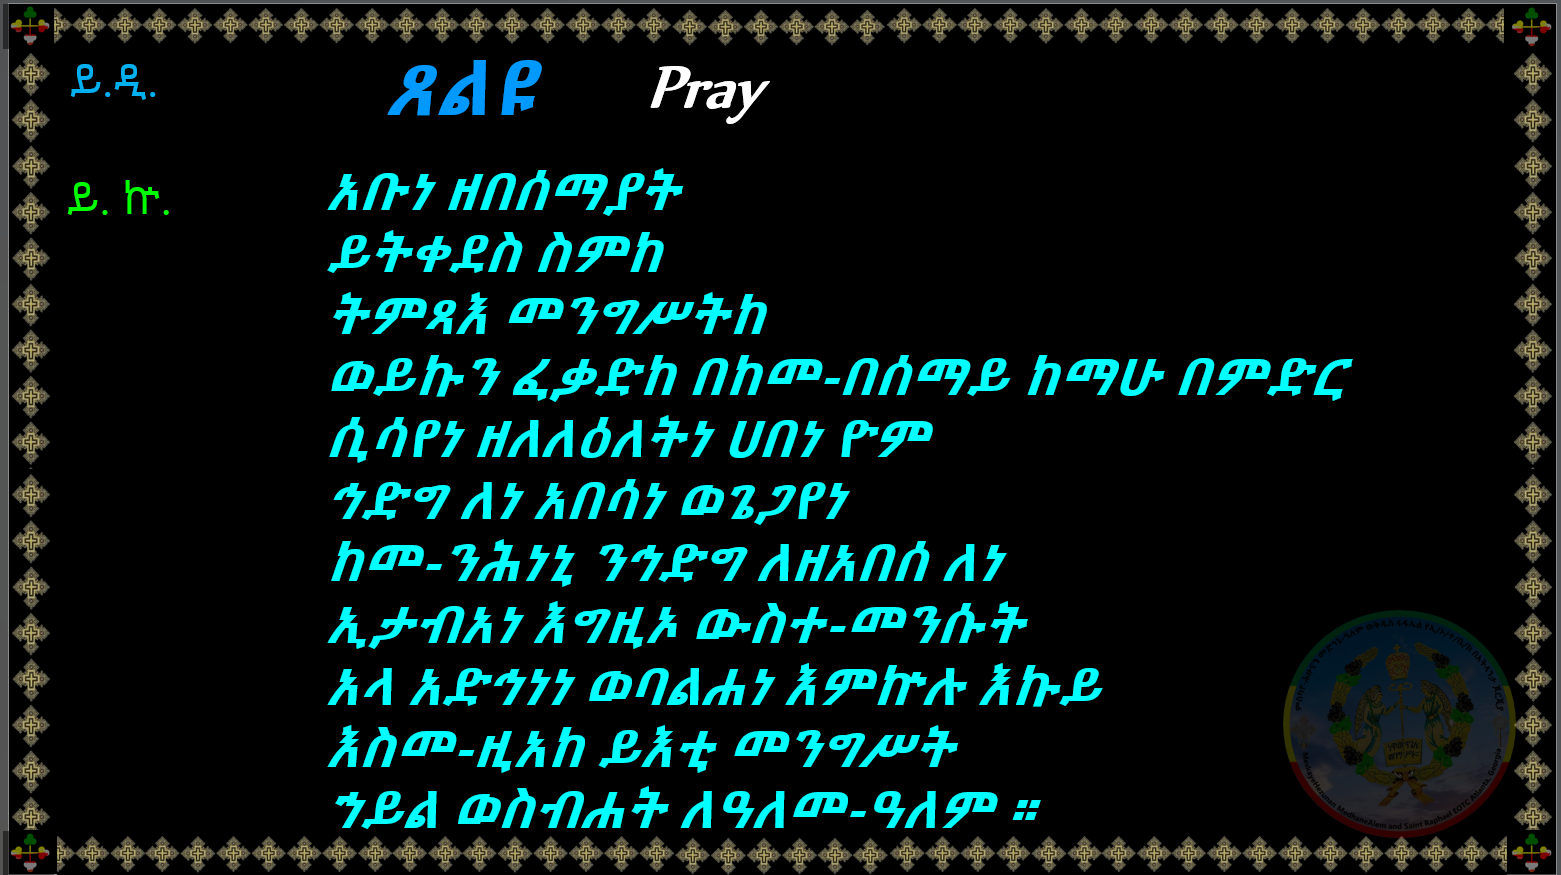 ይ.ዲ.
ጸልዩ Pray
ይ. ኵ.
አቡነ ዘበሰማያት
ይትቀደስ ስምከ
ትምጻእ መንግሥትከ
ወይኩን ፈቃድከ በከመ-በሰማይ ከማሁ በምድር
ሲሳየነ ዘለለዕለትነ ሀበነ ዮም
ኅድግ ለነ አበሳነ ወጌጋየነ
ከመ-ንሕነኒ ንኅድግ ለዘአበሰ ለነ
ኢታብአነ እግዚኦ ውስተ-መንሱት
አላ አድኅነነ ወባልሐነ እምኵሉ እኩይ
እስመ-ዚአከ ይእቲ መንግሥት
ኀይል ወስብሐት ለዓለመ-ዓለም ።